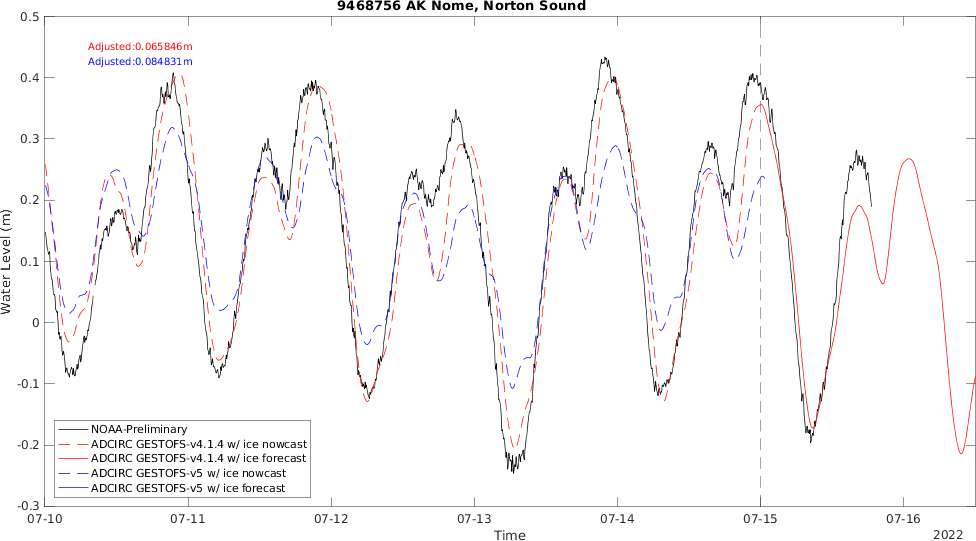 9468756 AK Nome, Norton Sound
Adjusted:0.065846m
Adjusted:0.084831m
0.5
0.4
0.3
0.2
0.1
0
-0.1
-0.2
-0.3
Water Level (m)
NOAA-Preliminary
ADCIRC GESTOFS-v4.1.4 w/ ice nowcast
ADCIRC GESTOFS-v4.1.4 w/ ice forecast
ADCIRC GESTOFS-v5 w/ ice nowcast
ADCIRC GESTOFS-v5 w/ ice forecast
07-10 07-11 07-12 07-13 07-14 07-15 07-16
Time
2022